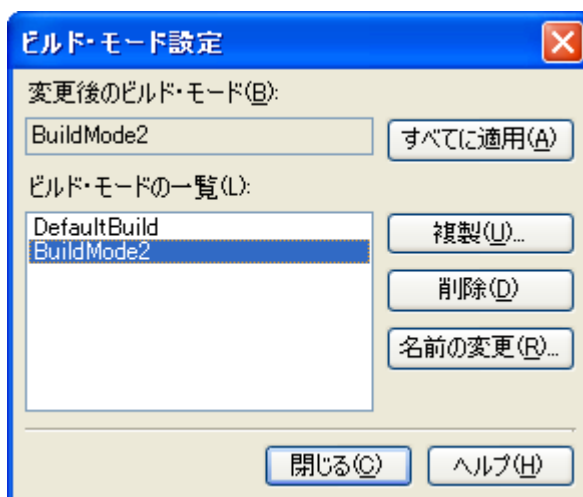 ビルド・モード設定
変更後のビルド・モード(B):
BuildMode2
すべてに適用(A)
ビルド・モードの一覧(L):
DefaultBuild
BuildMode2
複製(U)...
削除(D)
名前の変更(R)...
閉じる(C)
ヘルプ(H)